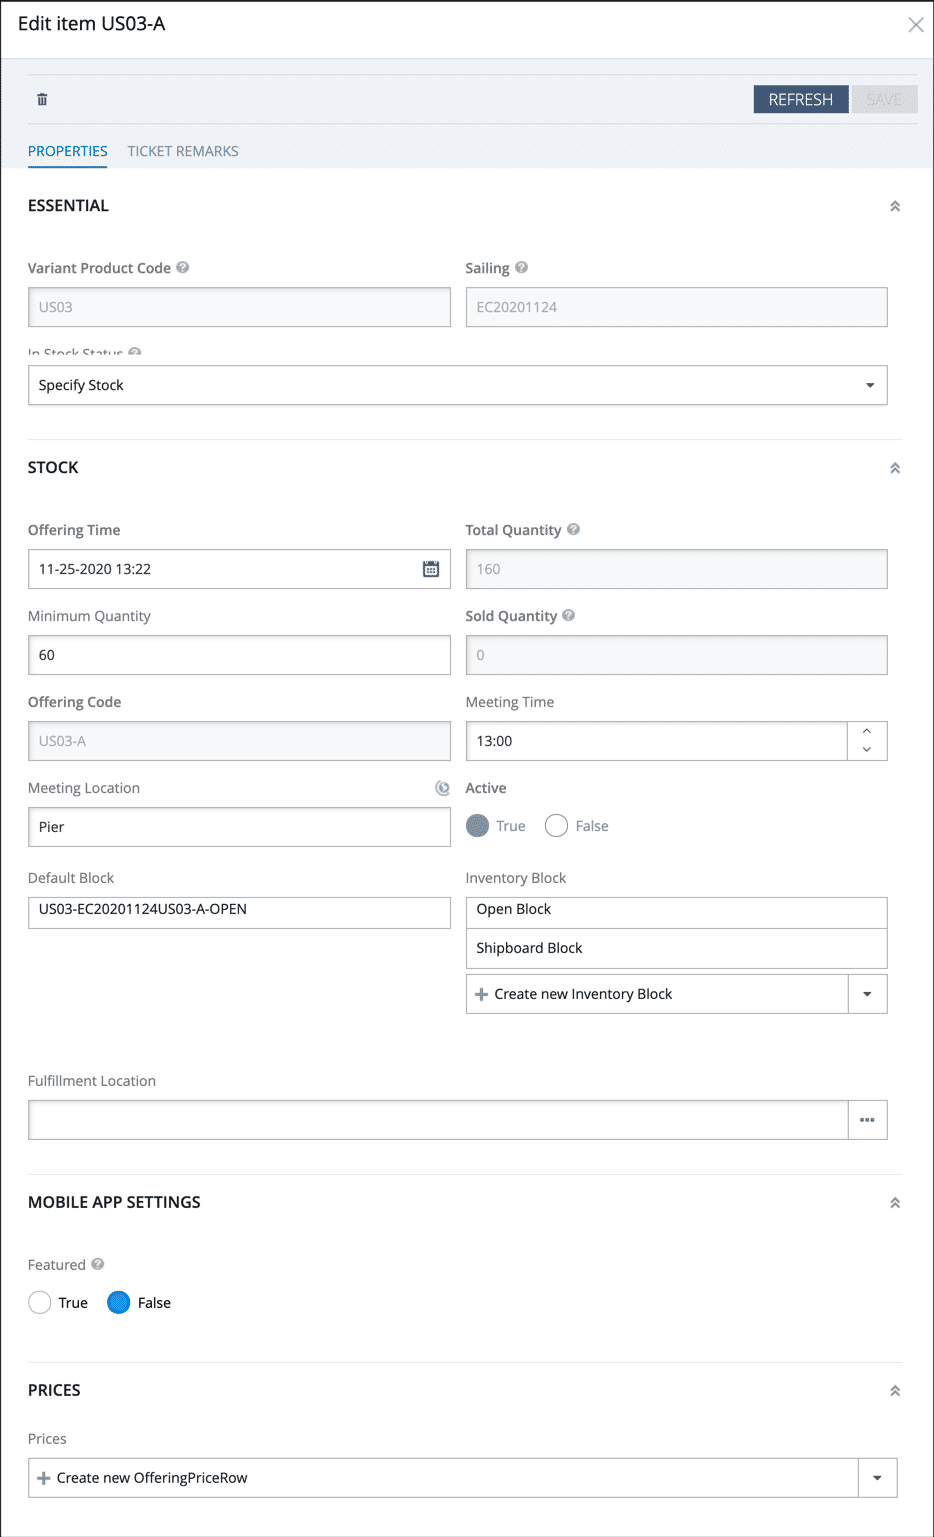 Edit item US03-A
REFRESH SAVE
PROPERTIES TICKET REMARKS
ESSENTIAL
Variant Product Code Sailing
US03 EC20201124
In Stock Status
Specify Stock
STOCK
Offering Time Total Quantity
11-25-2020 13:22 160
Minimum Quantity Sold Quantity
60 0
Offering Code Meeting Time
US03-A 13:00
Meeting Location Active
Pier True False
Default Block Inventory Block
US03-EC20201124US03-A-OPEN Open Block
Shipboard Block
Create new Inventory Block
Fulfillment Location
MOBILE APP SETTINGS
Featured
True False
PRICES
Prices
Create new OfferingPriceRow